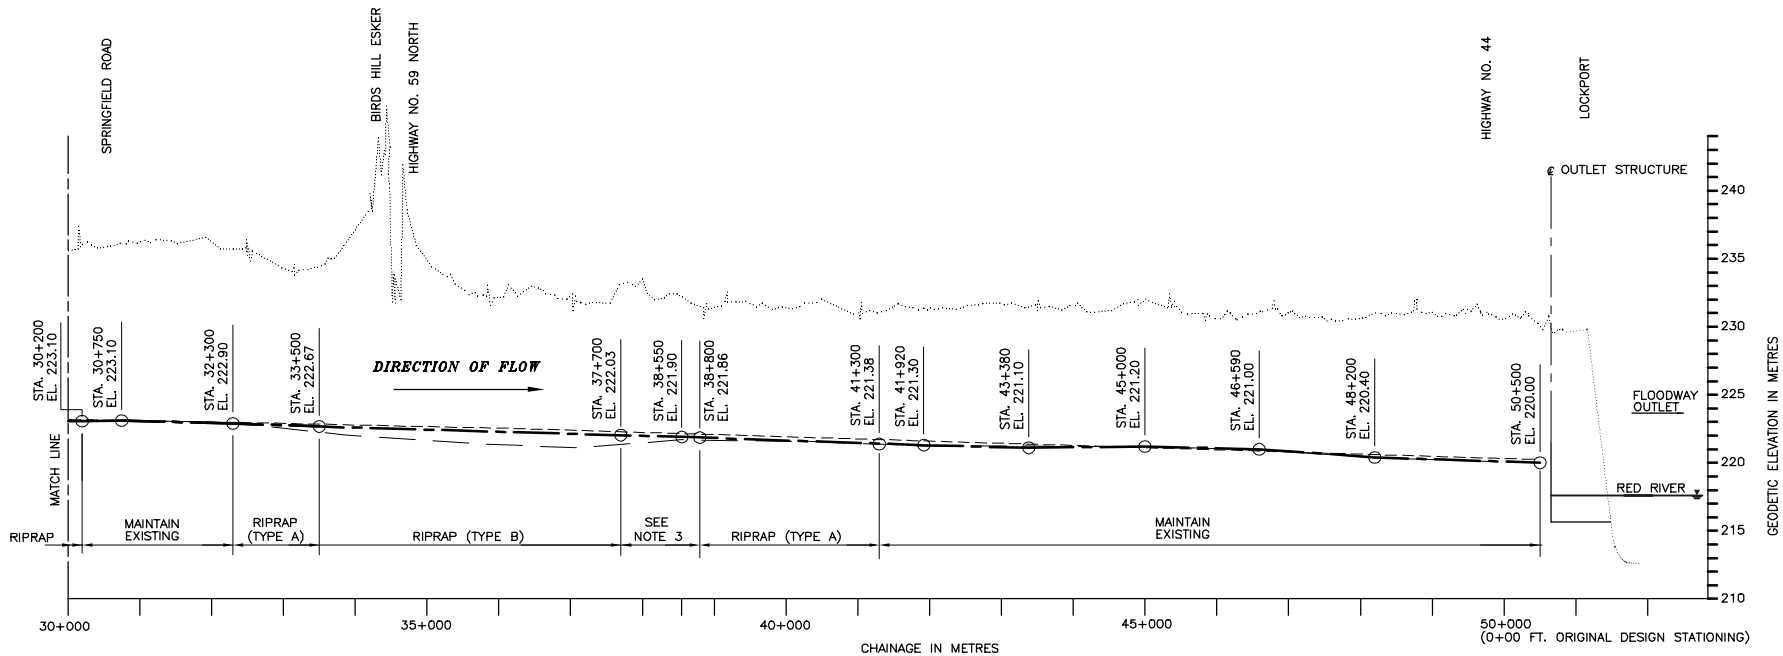 SPRINGFIELD ROAD
BIRDS HILL ESKER
HIGHWAY NO. 59 NORTH
HIGHWAY NO. 44
LOCKPORT
℄ OUTLET STRUCTURE
240
235
230
225
220
215
210
GEODETIC ELEVATION IN METRES
STA. 30+200
EL. 223.10
STA. 30+750
EL. 223.10
STA. 32+300
EL. 222.90
STA. 33+500
EL. 222.67
DIRECTION OF FLOW
STA. 37+700
EL. 222.03
STA. 38+550
EL. 221.90
STA. 38+800
EL. 221.86
STA. 41+300
EL. 221.38
STA. 41+920
EL. 221.30
STA. 43+380
EL. 221.10
STA. 45+000
EL. 221.20
STA. 46+590
EL. 221.00
STA. 48+200
EL. 220.40
STA. 50+500
EL. 220.00
FLOODWAY
OUTLET
RED RIVER
MATCH LINE
RIPRAP
MAINTAIN
EXISTING
RIPRAP
(TYPE A)
RIPRAP (TYPE B)
SEE
NOTE 3
RIPRAP (TYPE A)
MAINTAIN
EXISTING
30+000
35+000
40+000
45+000
50+000
(0+00 FT. ORIGINAL DESIGN STATIONING)
CHAINAGE IN METRES